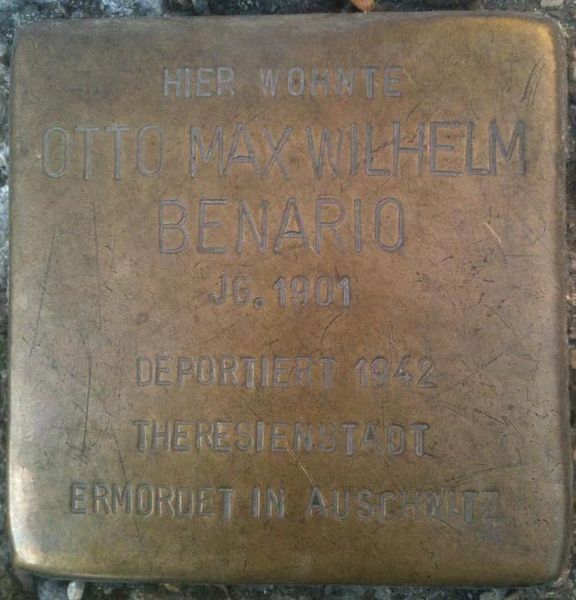 HIER WOHNTE
OTTO MAX WILHELM
BENARIO
JG. 1901
DEPORTIERT 1942
THERESIENSTADT
ERMORDET IN AUSCHWITZ